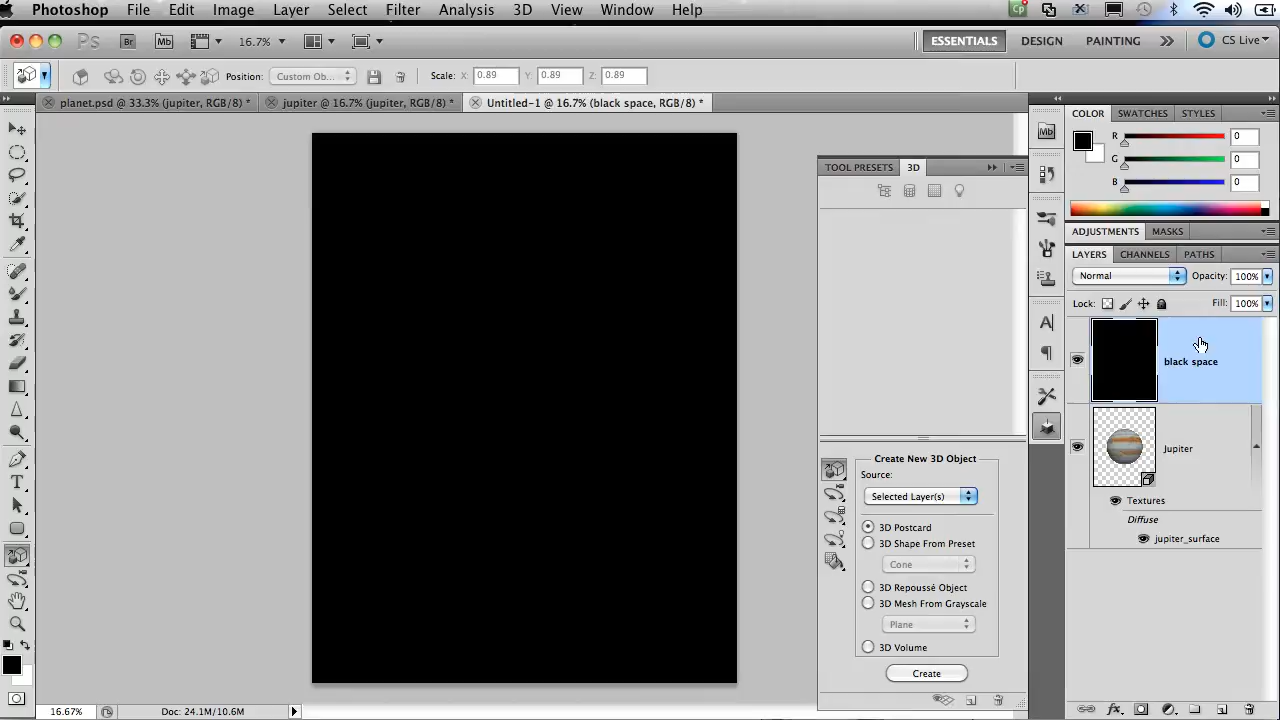 Photoshop File Edit Image Layer Select Filter Analysis 3D View Window Help
Ps Br Mb 16.7% ESSENTIALS DESIGN PAINTING CS Live
Position: Custom Ob... Scale: X: 0.89 Y: 0.89 Z: 0.89
planet.psd @ 33.3% (jupiter, RGB/8) * jupiter @ 16.7% (jupiter, RGB/8) * Untitled-1 @ 16.7% (black space, RGB/8) *
COLOR SWATCHES STYLES
Mb
R 0
G 0
B 0
TOOL PRESETS 3D
ADJUSTMENTS MASKS
LAYERS CHANNELS PATHS
Normal Opacity: 100%
Lock: Fill: 100%
black space
Jupiter
Textures
Diffuse
jupiter_surface
Create New 3D Object
Source:
Selected Layer(s)
3D Postcard
3D Shape From Preset
Cone
3D Repoussé Object
3D Mesh From Grayscale
Plane
3D Volume
Create
16.67% Doc: 24.1M/10.6M
fx